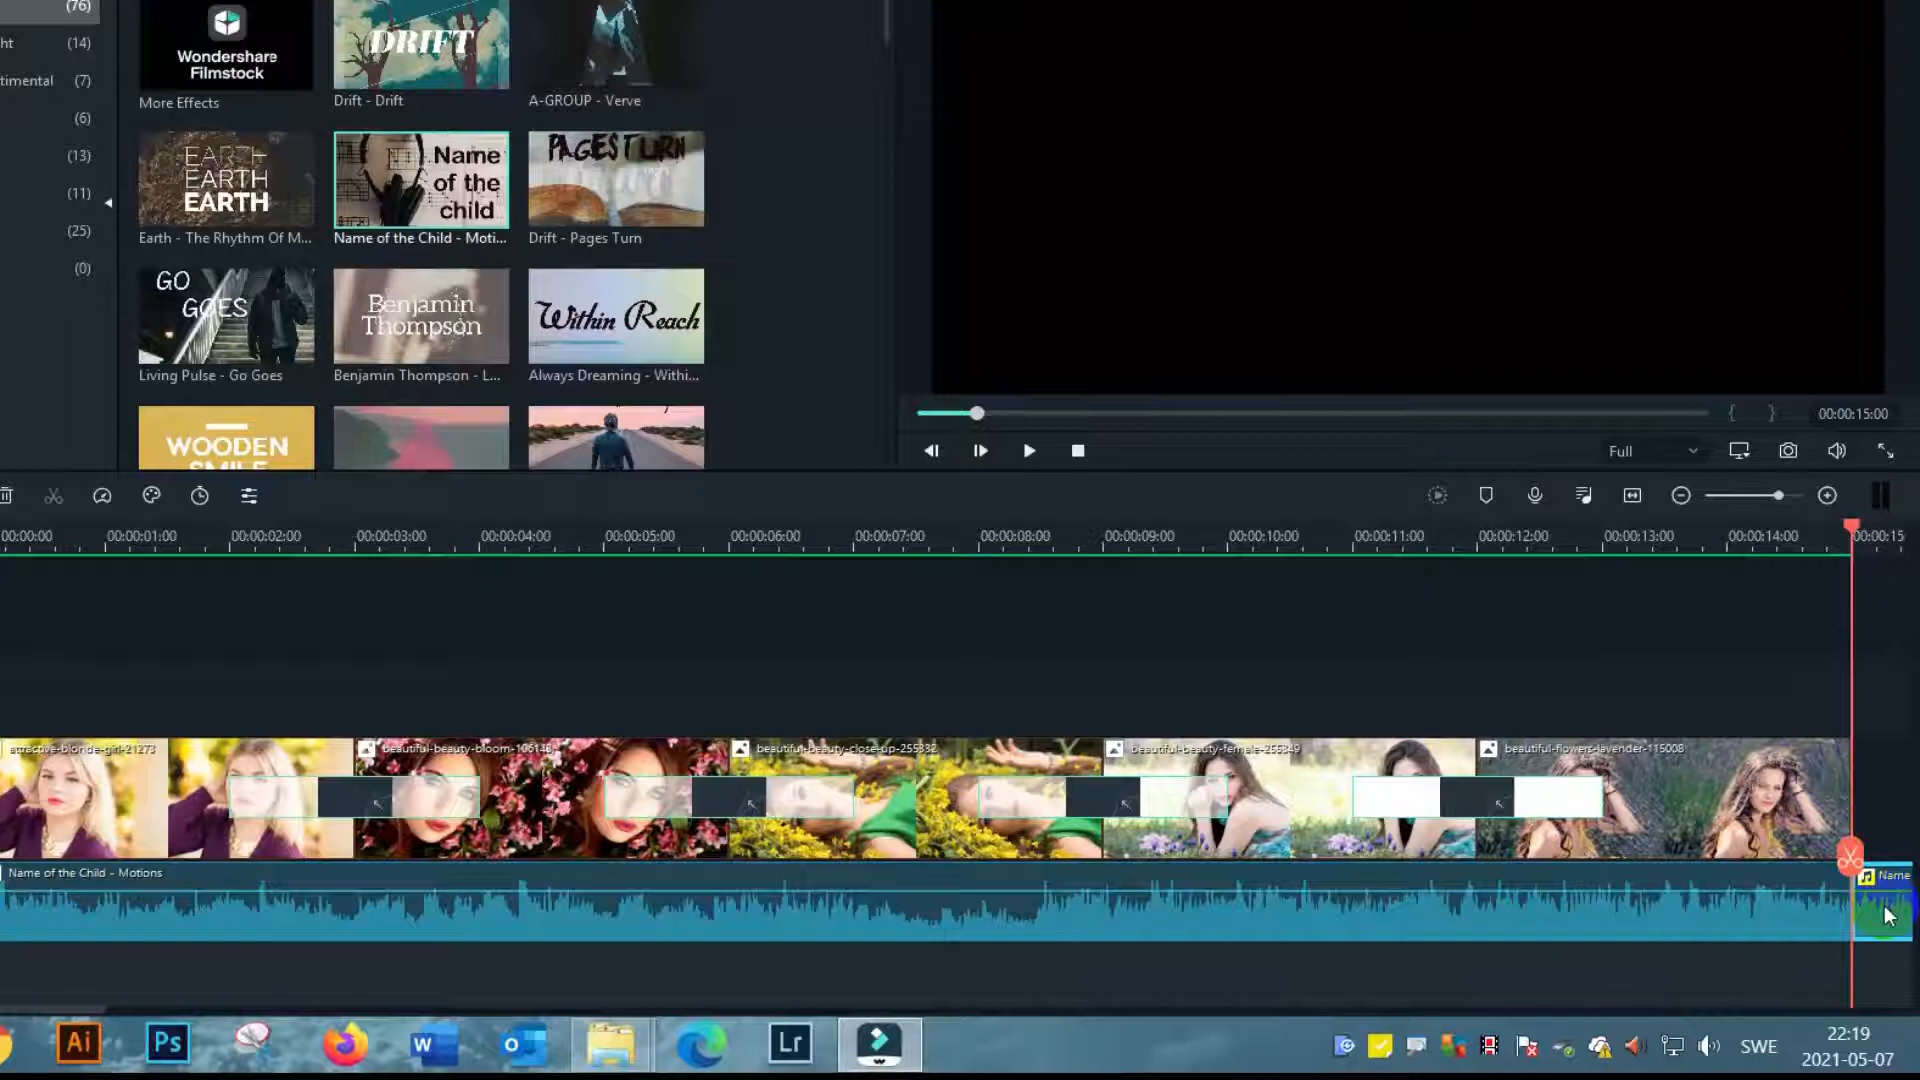 (76)
ht (14)
timental (7)
(6)
(13)
(11)
(25)
(0)
Wondershare
Filmstock
More Effects
DRIFT
Drift - Drift
A-GROUP - Verve
EARTH
EARTH
EARTH
Earth - The Rhythm Of M...
Name
of the
child
Name of the Child - Moti...
PAGES TURN
Drift - Pages Turn
GO
GOES
Living Pulse - Go Goes
Benjamin
Thompson
Benjamin Thompson - L...
Within Reach
Always Dreaming - Withi...
WOODEN
SMILE
{ } 00:00:15:00
Full
00:00:00 00:00:01:00 00:00:02:00 00:00:03:00 00:00:04:00 00:00:05:00 00:00:06:00 00:00:07:00 00:00:08:00 00:00:09:00 00:00:10:00 00:00:11:00 00:00:12:00 00:00:13:00 00:00:14:00 00:00:15
attractive-blonde-girl-21273 beautiful-beauty-bloom-106148 beautiful-beauty-close-up-255332 beautiful-beauty-female-265349 beautiful-flowers-lavender-115008
Name of the Child - Motions
Name
Ai Ps W O Lr
SWE
22:19
2021-05-07